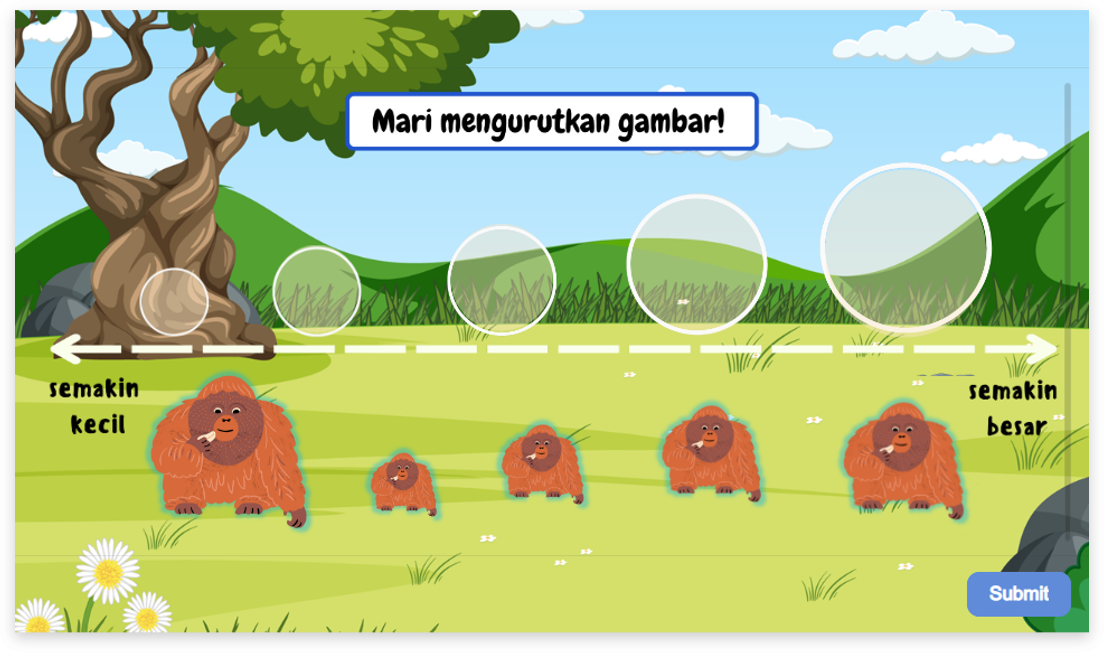 Mari mengurutkan gambar!
semakin
kecil
semakin
besar
Submit